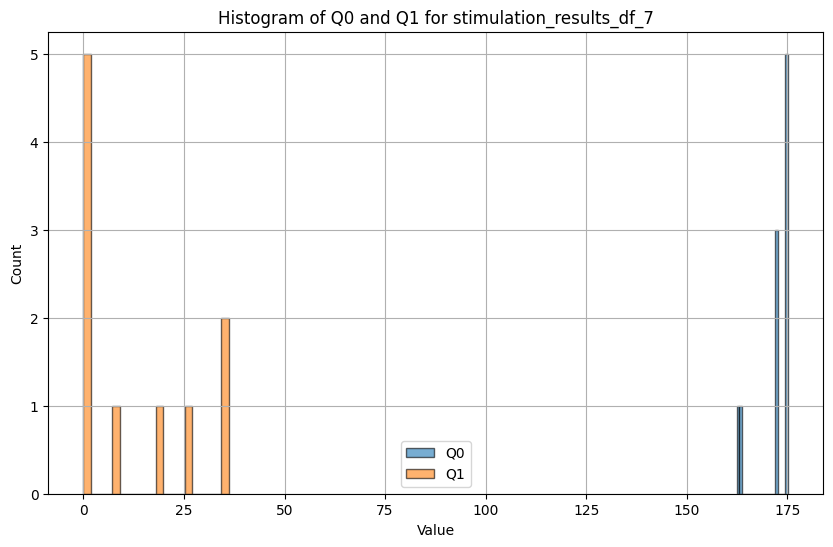 Histogram of Q0 and Q1 for stimulation_results_df_7
Count
5
4
3
2
1
0
0 25 50 75 100 125 150 175
Value
Q0
Q1